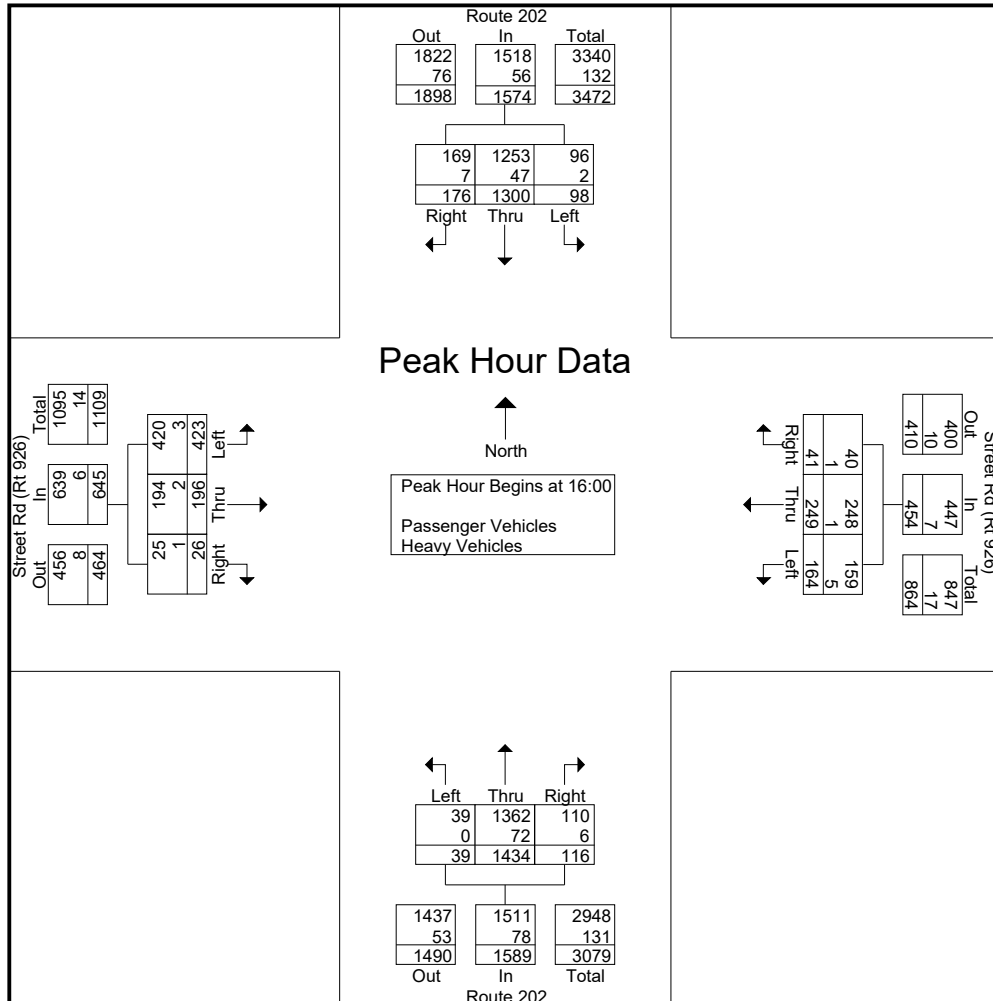 Route 202
Out In Total
1822 1518 3340
76 56 132
1898 1574 3472
169 1253 96
7 47 2
176 1300 98
Right Thru Left
Peak Hour Data
North
Peak Hour Begins at 16:00
Passenger Vehicles
Heavy Vehicles
Street Rd (Rt 926)
Out In Total
456 639 1095
8 6 14
464 645 1109
420 194 25
3 2 1
423 196 26
Left Thru Right
Street Rd (Rt 926)
Out In Total
400 447 847
10 7 17
410 454 864
40 248 159
1 1 5
41 249 164
Right Thru Left
Left Thru Right
39 1362 110
0 72 6
39 1434 116
1437 1511 2948
53 78 131
1490 1589 3079
Out In Total
Route 202